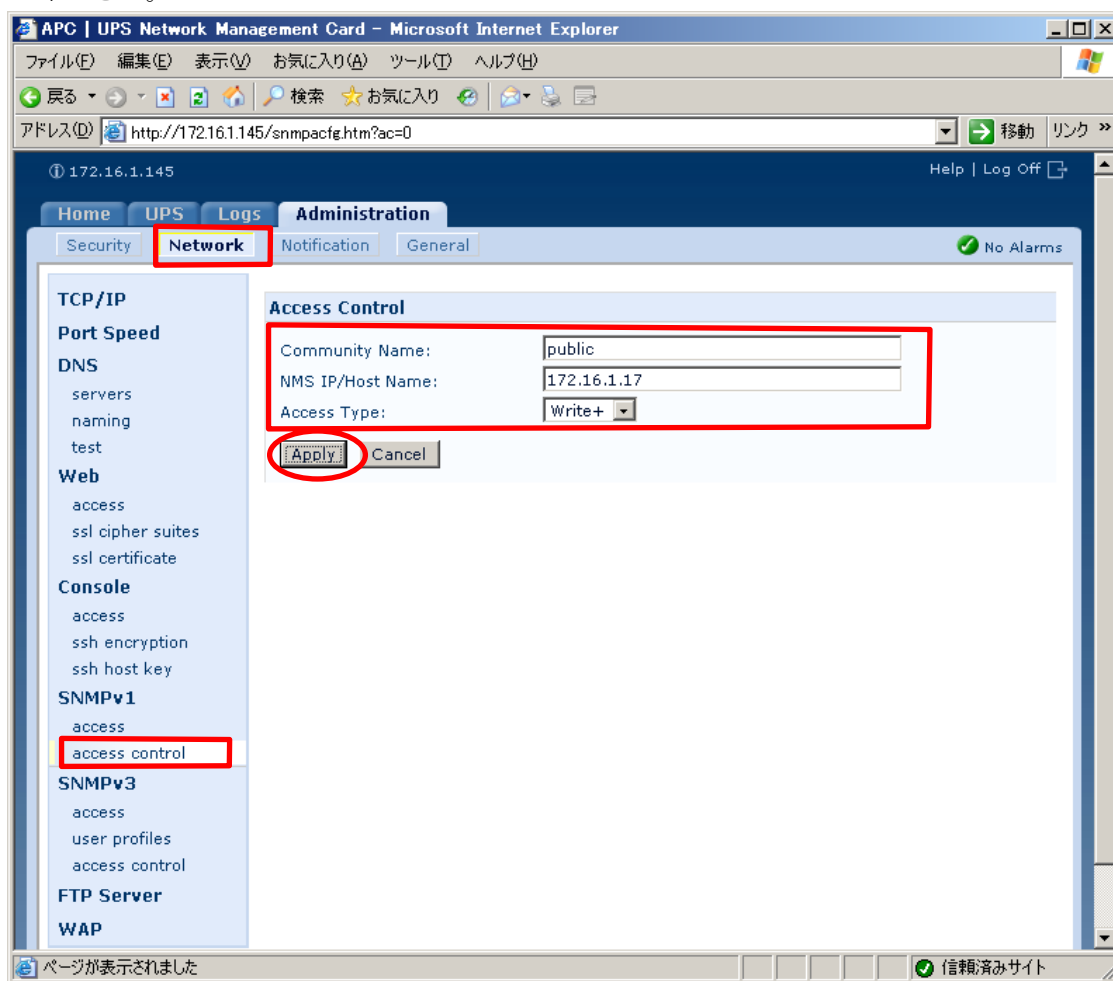 APC | UPS Network Management Card - Microsoft Internet Explorer
ファイル(F) 編集(E) 表示(V) お気に入り(A) ツール(T) ヘルプ(H)
戻る 検索 お気に入り
アドレス(D) http://172.16.1.145/snmpacfg.htm?ac=0 移動 リンク »
172.16.1.145 Help | Log Off
Home UPS Logs Administration
Security Network Notification General No Alarms
TCP/IP
Port Speed
DNS
servers
naming
test
Web
access
ssl cipher suites
ssl certificate
Console
access
ssh encryption
ssh host key
SNMPv1
access
access control
SNMPv3
access
user profiles
access control
FTP Server
WAP
Access Control
Community Name: public
NMS IP/Host Name: 172.16.1.17
Access Type: Write+
Apply Cancel
ページが表示されました 信頼済みサイト